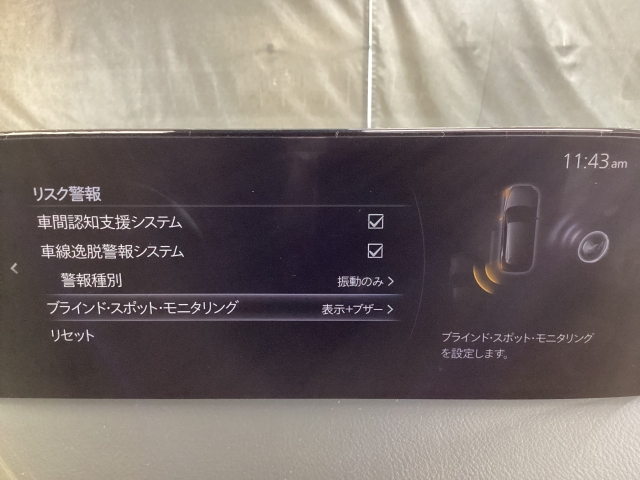 11:43 am
リスク警報
車間認知支援システム
車線逸脱警報システム
警報種別 振動のみ
ブラインド・スポット・モニタリング 表示+ブザー
リセット
ブラインド・スポット・モニタリング
を設定します。